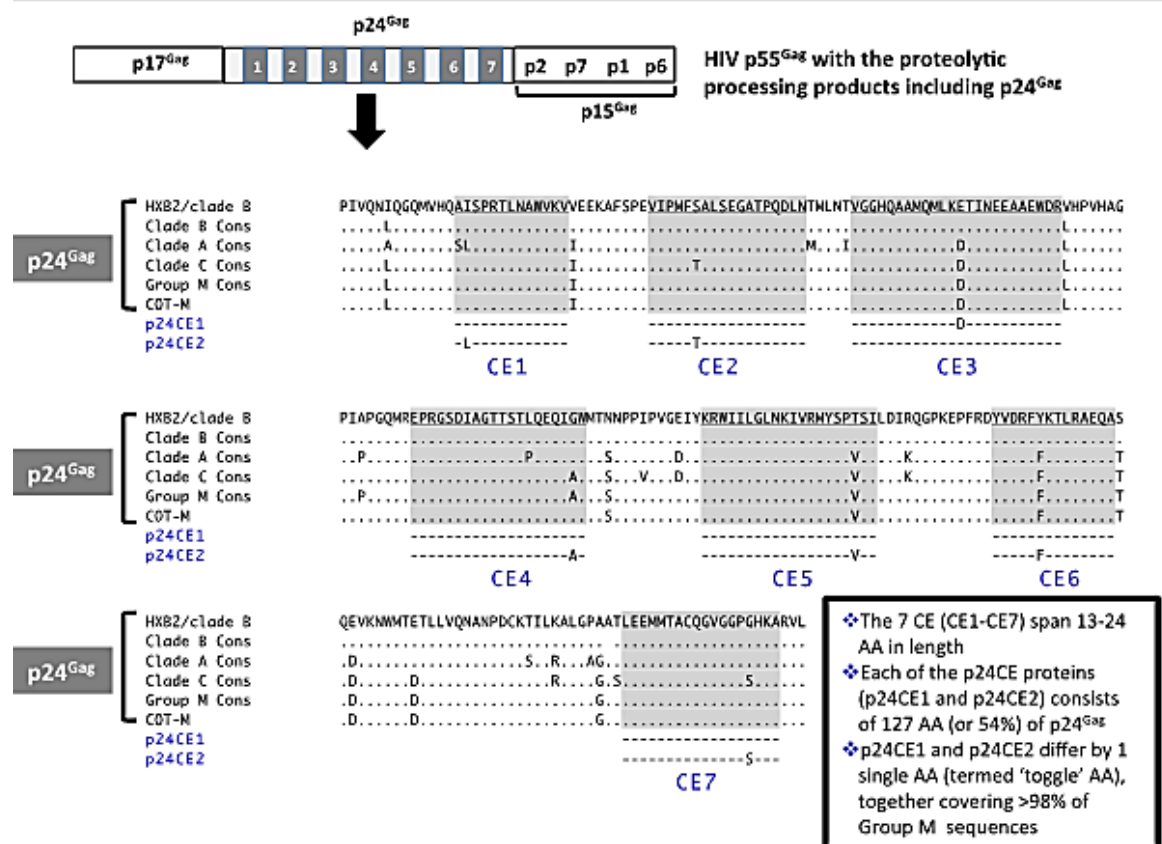 p24Gag
p17Gag 1 2 3 4 5 6 7 p2 p7 p1 p6
p15Gag
HIV p55Gag with the proteolytic
processing products including p24Gag
p24Gag
HXB2/clade B PIVQNIQGQMVHQAISPRTLNAWVKVVEEKAFSPEVIPMFSALSEGATPQDLNTMLNTVGGHQAAMQMLKETINEEAAEWDRVHPVHAG
Clade B Cons .....L...........................................................................L......
Clade A Cons .....A.......SL...........I..........................M...I............D..................
Clade C Cons .....L....................I.............T.............................D...........L......
Group M Cons .....L....................I...........................................D...........L......
COT-M .....L....................I...........................................D...........L......
p24CE1 ------------- ------------------ ------------D-----------
p24CE2 -L----------- -----T------------ ------------------------
CE1 CE2 CE3
p24Gag
HXB2/clade B PIAPGQMREPRGSDIAGTTSTLQEQIGWMTNNPPIPVGEIYKRWIILGLNKIVRMYSPTSILDIRQGPKEPFRDYVDRFYKTLRAEQAS
Clade B Cons .........................................................................................
Clade A Cons ..P..................P.........S.......D...................V.....K..............F........T
Clade C Cons ..........................A...S...V...D...................V.....K..............F........T
Group M Cons ..P.......................A...S...........................V....................F........T
COT-M ..............................S...........................V....................F........T
p24CE1 -------------------- -------------------- --------------
p24CE2 ------------------A- -----------------V-- -----F--------
CE4 CE5 CE6
p24Gag
HXB2/clade B QEVKNWMTETLLVQNANPDCKTILKALGPAATLEEMMTACQGVGGPGHKARVL
Clade B Cons .....................................................
Clade A Cons .D...................S..R...AG.......................
Clade C Cons .D......D...............R....G.S..............S......
Group M Cons .D......D....................G.......................
COT-M .D......D....................G.......................
p24CE1 ------------------
p24CE2 --------------S---
CE7
❖The 7 CE (CE1-CE7) span 13-24
AA in length
❖Each of the p24CE proteins
(p24CE1 and p24CE2) consists
of 127 AA (or 54%) of p24Gag
❖p24CE1 and p24CE2 differ by 1
single AA (termed ‘toggle’ AA),
together covering >98% of
Group M sequences